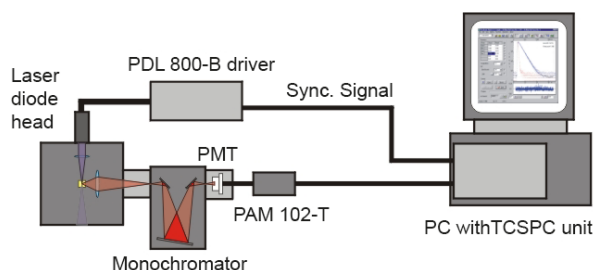 Laser
diode
head
PDL 800-B driver
Sync. Signal
PMT
PAM 102-T
PC withTCSPC unit
Monochromator